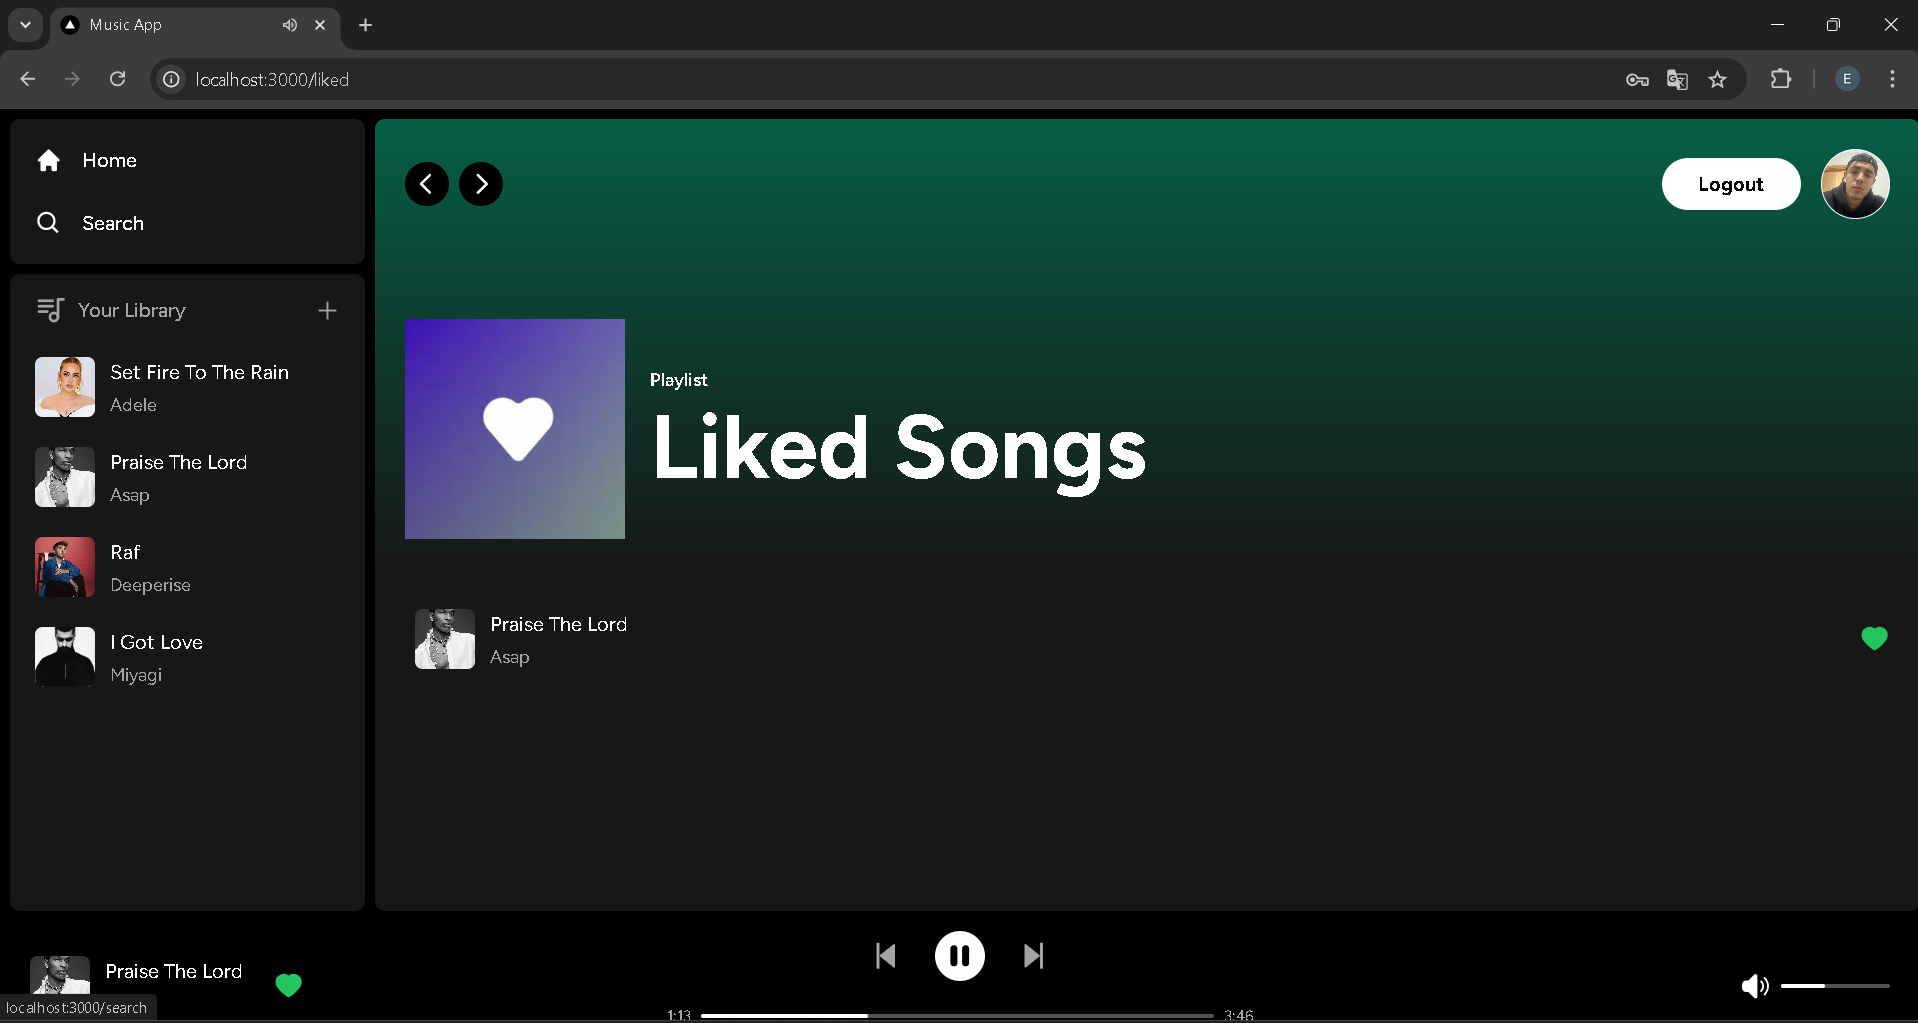 Music App
localhost:3000/liked
E
Home
Search
Logout
Your Library
Set Fire To The Rain
Adele
Praise The Lord
Asap
Raf
Deeperise
I Got Love
Miyagi
Playlist
Liked Songs
Praise The Lord
Asap
Praise The Lord
localhost:3000/search
1:13
3:46